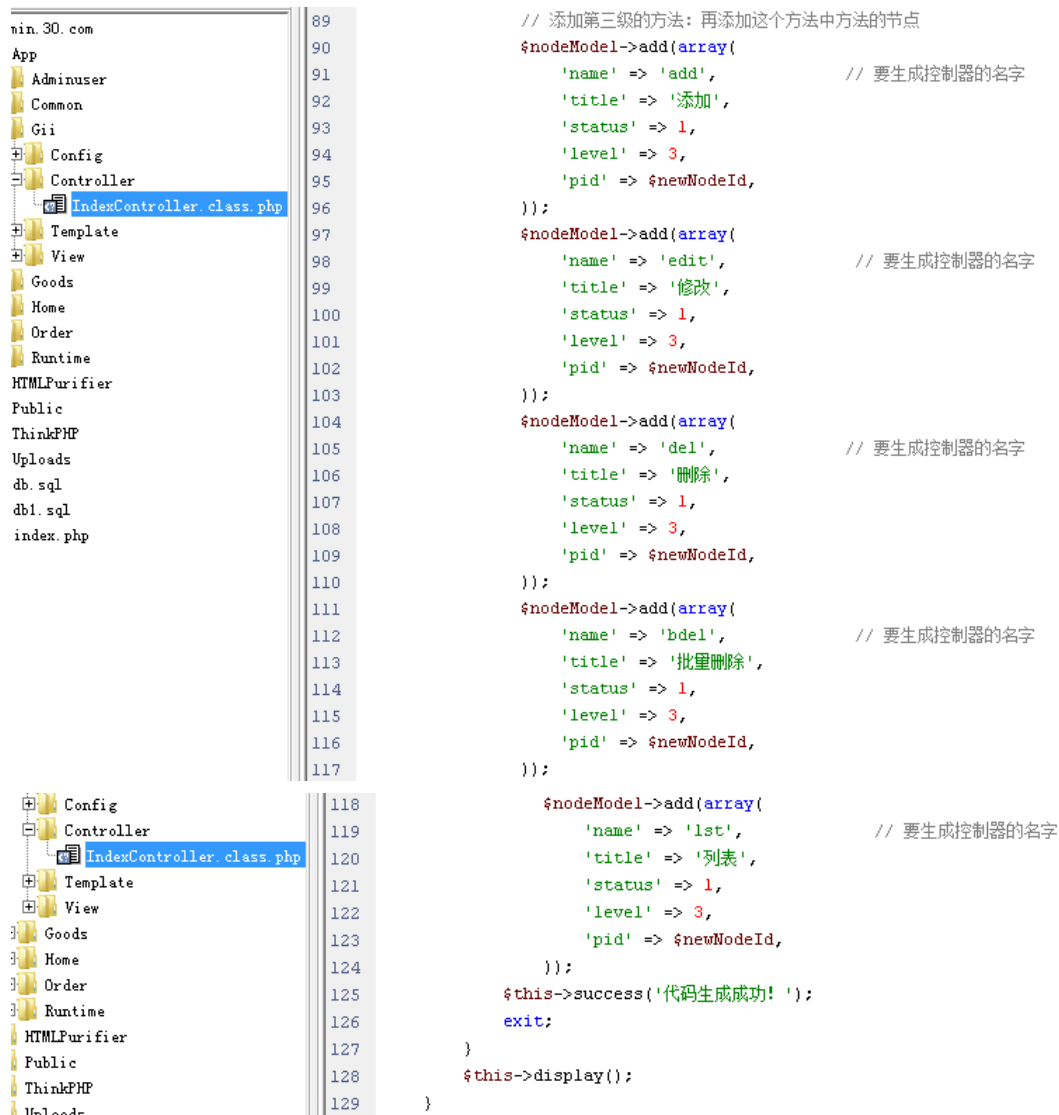 min.30.com
App
Adminuser
Common
Gii
Config
Controller
IndexController.class.php
Template
View
Goods
Home
Order
Runtime
HTMLPurifier
Public
ThinkPHP
Uploads
db.sql
db1.sql
index.php
89 // 添加第三级的方法：再添加这个方法中方法的节点
90 $nodeModel->add(array(
91 'name' => 'add', // 要生成控制器的名字
92 'title' => '添加',
93 'status' => 1,
94 'level' => 3,
95 'pid' => $newNodeId,
96 ));
97 $nodeModel->add(array(
98 'name' => 'edit', // 要生成控制器的名字
99 'title' => '修改',
100 'status' => 1,
101 'level' => 3,
102 'pid' => $newNodeId,
103 ));
104 $nodeModel->add(array(
105 'name' => 'del', // 要生成控制器的名字
106 'title' => '删除',
107 'status' => 1,
108 'level' => 3,
109 'pid' => $newNodeId,
110 ));
111 $nodeModel->add(array(
112 'name' => 'bdel', // 要生成控制器的名字
113 'title' => '批量删除',
114 'status' => 1,
115 'level' => 3,
116 'pid' => $newNodeId,
117 ));
Config
Controller
IndexController.class.php
Template
View
Goods
Home
Order
Runtime
HTMLPurifier
Public
ThinkPHP
Uploads
118 $nodeModel->add(array(
119 'name' => 'lst', // 要生成控制器的名字
120 'title' => '列表',
121 'status' => 1,
122 'level' => 3,
123 'pid' => $newNodeId,
124 ));
125 $this->success('代码生成成功！');
126 exit;
127 }
128 $this->display();
129 }